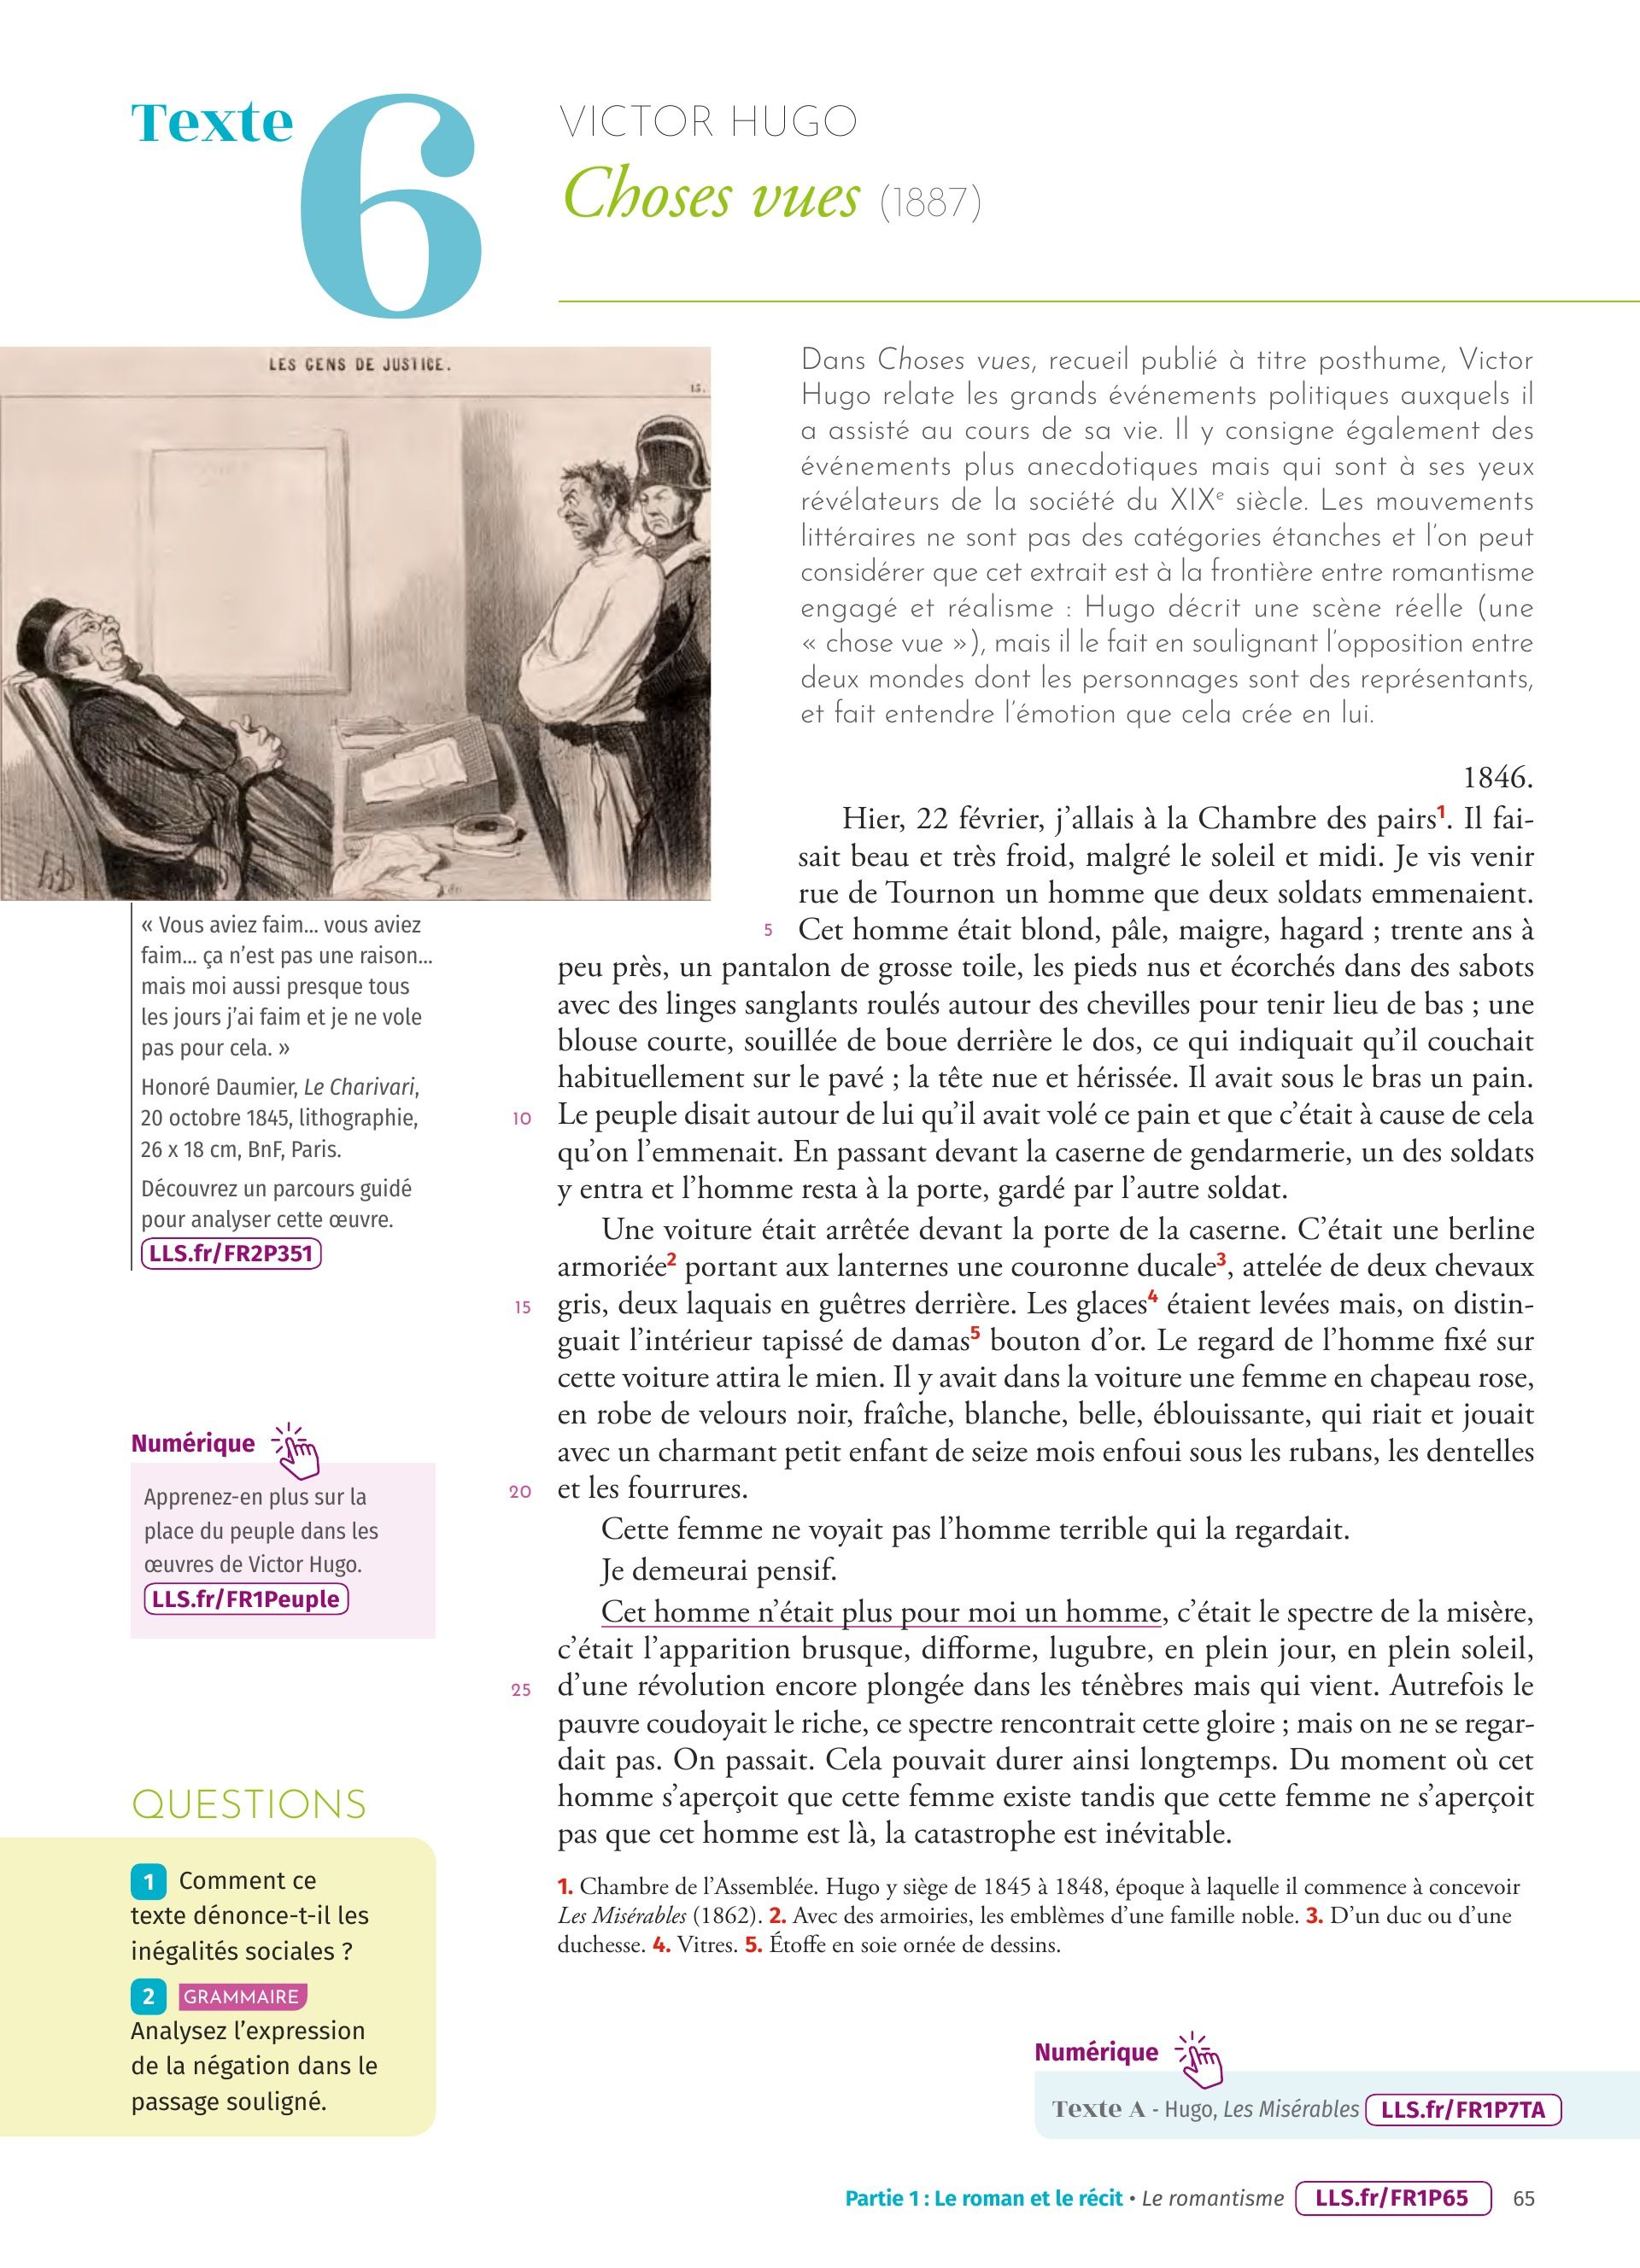 Texte 6
VICTOR HUGO
Choses vues (1887)
LES GENS DE JUSTICE.
15.
« Vous aviez faim... vous aviez
faim... ça n'est pas une raison...
mais moi aussi presque tous
les jours j'ai faim et je ne vole
pas pour cela. »
Honoré Daumier, Le Charivari,
20 octobre 1845, lithographie,
26 x 18 cm, BnF, Paris.
Découvrez un parcours guidé
pour analyser cette œuvre.
LLS.fr/FR2P351
Dans Choses vues, recueil publié à titre posthume, Victor
Hugo relate les grands événements politiques auxquels il
a assisté au cours de sa vie. Il y consigne également des
événements plus anecdotiques mais qui sont à ses yeux
révélateurs de la société du XIXe siècle. Les mouvements
littéraires ne sont pas des catégories étanches et l'on peut
considérer que cet extrait est à la frontière entre romantisme
engagé et réalisme : Hugo décrit une scène réelle (une
« chose vue »), mais il le fait en soulignant l'opposition entre
deux mondes dont les personnages sont des représentants,
et fait entendre l'émotion que cela crée en lui.
1846.
Hier, 22 février, j'allais à la Chambre des pairs1. Il fai-
sait beau et très froid, malgré le soleil et midi. Je vis venir
rue de Tournon un homme que deux soldats emmenaient.
5 Cet homme était blond, pâle, maigre, hagard ; trente ans à
peu près, un pantalon de grosse toile, les pieds nus et écorchés dans des sabots
avec des linges sanglants roulés autour des chevilles pour tenir lieu de bas ; une
blouse courte, souillée de boue derrière le dos, ce qui indiquait qu'il couchait
habituellement sur le pavé ; la tête nue et hérissée. Il avait sous le bras un pain.
10 Le peuple disait autour de lui qu'il avait volé ce pain et que c'était à cause de cela
qu'on l'emmenait. En passant devant la caserne de gendarmerie, un des soldats
y entra et l'homme resta à la porte, gardé par l'autre soldat.
Une voiture était arrêtée devant la porte de la caserne. C'était une berline
armoriée2 portant aux lanternes une couronne ducale3, attelée de deux chevaux
15 gris, deux laquais en guêtres derrière. Les glaces4 étaient levées mais, on distin-
guait l'intérieur tapissé de damas5 bouton d'or. Le regard de l'homme fixé sur
cette voiture attira le mien. Il y avait dans la voiture une femme en chapeau rose,
en robe de velours noir, fraîche, blanche, belle, éblouissante, qui riait et jouait
avec un charmant petit enfant de seize mois enfoui sous les rubans, les dentelles
20 et les fourrures.
Cette femme ne voyait pas l'homme terrible qui la regardait.
Je demeurai pensif.
Cet homme n'était plus pour moi un homme, c'était le spectre de la misère,
c'était l'apparition brusque, difforme, lugubre, en plein jour, en plein soleil,
25 d'une révolution encore plongée dans les ténèbres mais qui vient. Autrefois le
pauvre coudoyait le riche, ce spectre rencontrait cette gloire ; mais on ne se regar-
dait pas. On passait. Cela pouvait durer ainsi longtemps. Du moment où cet
homme s'aperçoit que cette femme existe tandis que cette femme ne s'aperçoit
pas que cet homme est là, la catastrophe est inévitable.
1. Chambre de l'Assemblée. Hugo y siège de 1845 à 1848, époque à laquelle il commence à concevoir
Les Misérables (1862). 2. Avec des armoiries, les emblèmes d'une famille noble. 3. D'un duc ou d'une
duchesse. 4. Vitres. 5. Étoffe en soie ornée de dessins.
Numérique
Apprenez-en plus sur la
place du peuple dans les
œuvres de Victor Hugo.
LLS.fr/FR1Peuple
QUESTIONS
1 Comment ce
texte dénonce-t-il les
inégalités sociales ?
2 GRAMMAIRE
Analysez l'expression
de la négation dans le
passage souligné.
Numérique
Texte A - Hugo, Les Misérables LLS.fr/FR1P7TA
Partie 1 : Le roman et le récit • Le romantisme LLS.fr/FR1P65 65